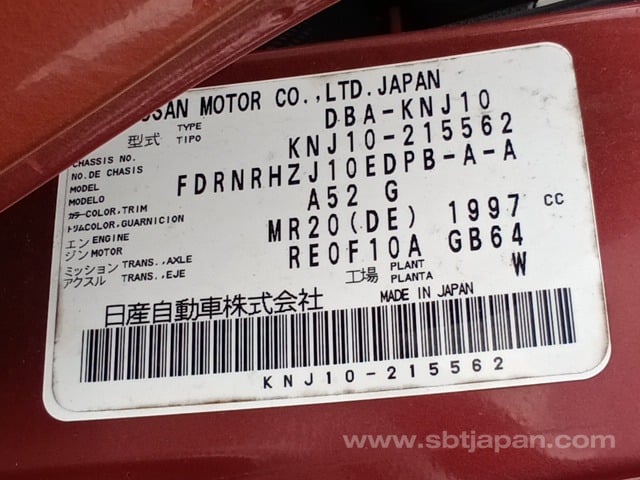 SSAN MOTOR CO.,LTD.JAPAN
型式 TYPE TIPO DBA-KNJ10
CHASSIS NO. NO.DE CHASIS KNJ10-215562
MODEL MODELO FDRNRHZJ10EDPB-A-A
カラー COLOR,TRIM トリムCOLOR,GUARNICION A52 G
エンジン ENGINE MOTOR MR20(DE) 1997 cc
ミッション TRANS.,AXLE アクスル TRANS.,EJE RE0F10A GB64
工場 PLANT PLANTA W
日産自動車株式会社 MADE IN JAPAN
KNJ10-215562
www.sbtjapan.com